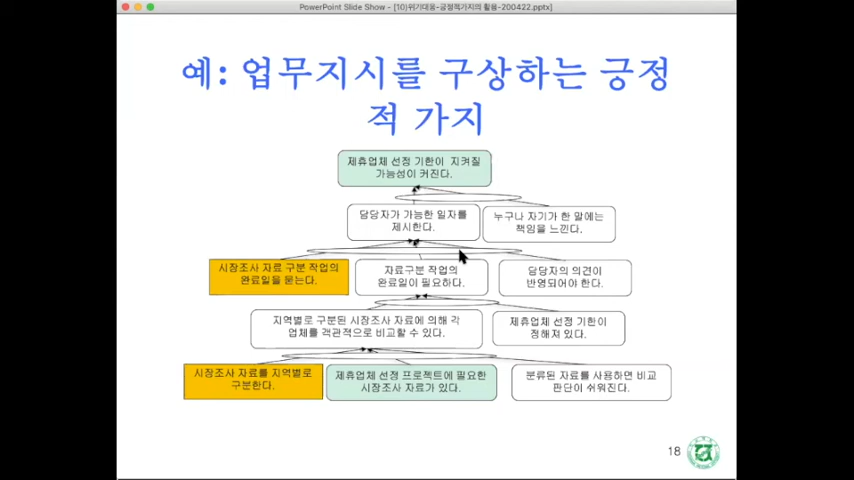 PowerPoint Slide Show - [10)위기대응-긍정적가지의 활용-200422.pptx]
예: 업무지시를 구상하는 긍정
적 가지
제휴업체 선정 기한이 지켜질
가능성이 커진다.
담당자가 가능한 일자를
제시한다.
누구나 자기가 한 말에는
책임을 느낀다.
시장조사 자료 구분 작업의
완료일을 묻는다.
자료구분 작업의
완료일이 필요하다.
담당자의 의견이
반영되어야 한다.
지역별로 구분된 시장조사 자료에 의해 각
업체를 객관적으로 비교할 수 있다.
제휴업체 선정 기한이
정해져 있다.
시장조사 자료를 지역별로
구분한다.
제휴업체 선정 프로젝트에 필요한
시장조사 자료가 있다.
분류된 자료를 사용하면 비교
판단이 쉬워진다.
18